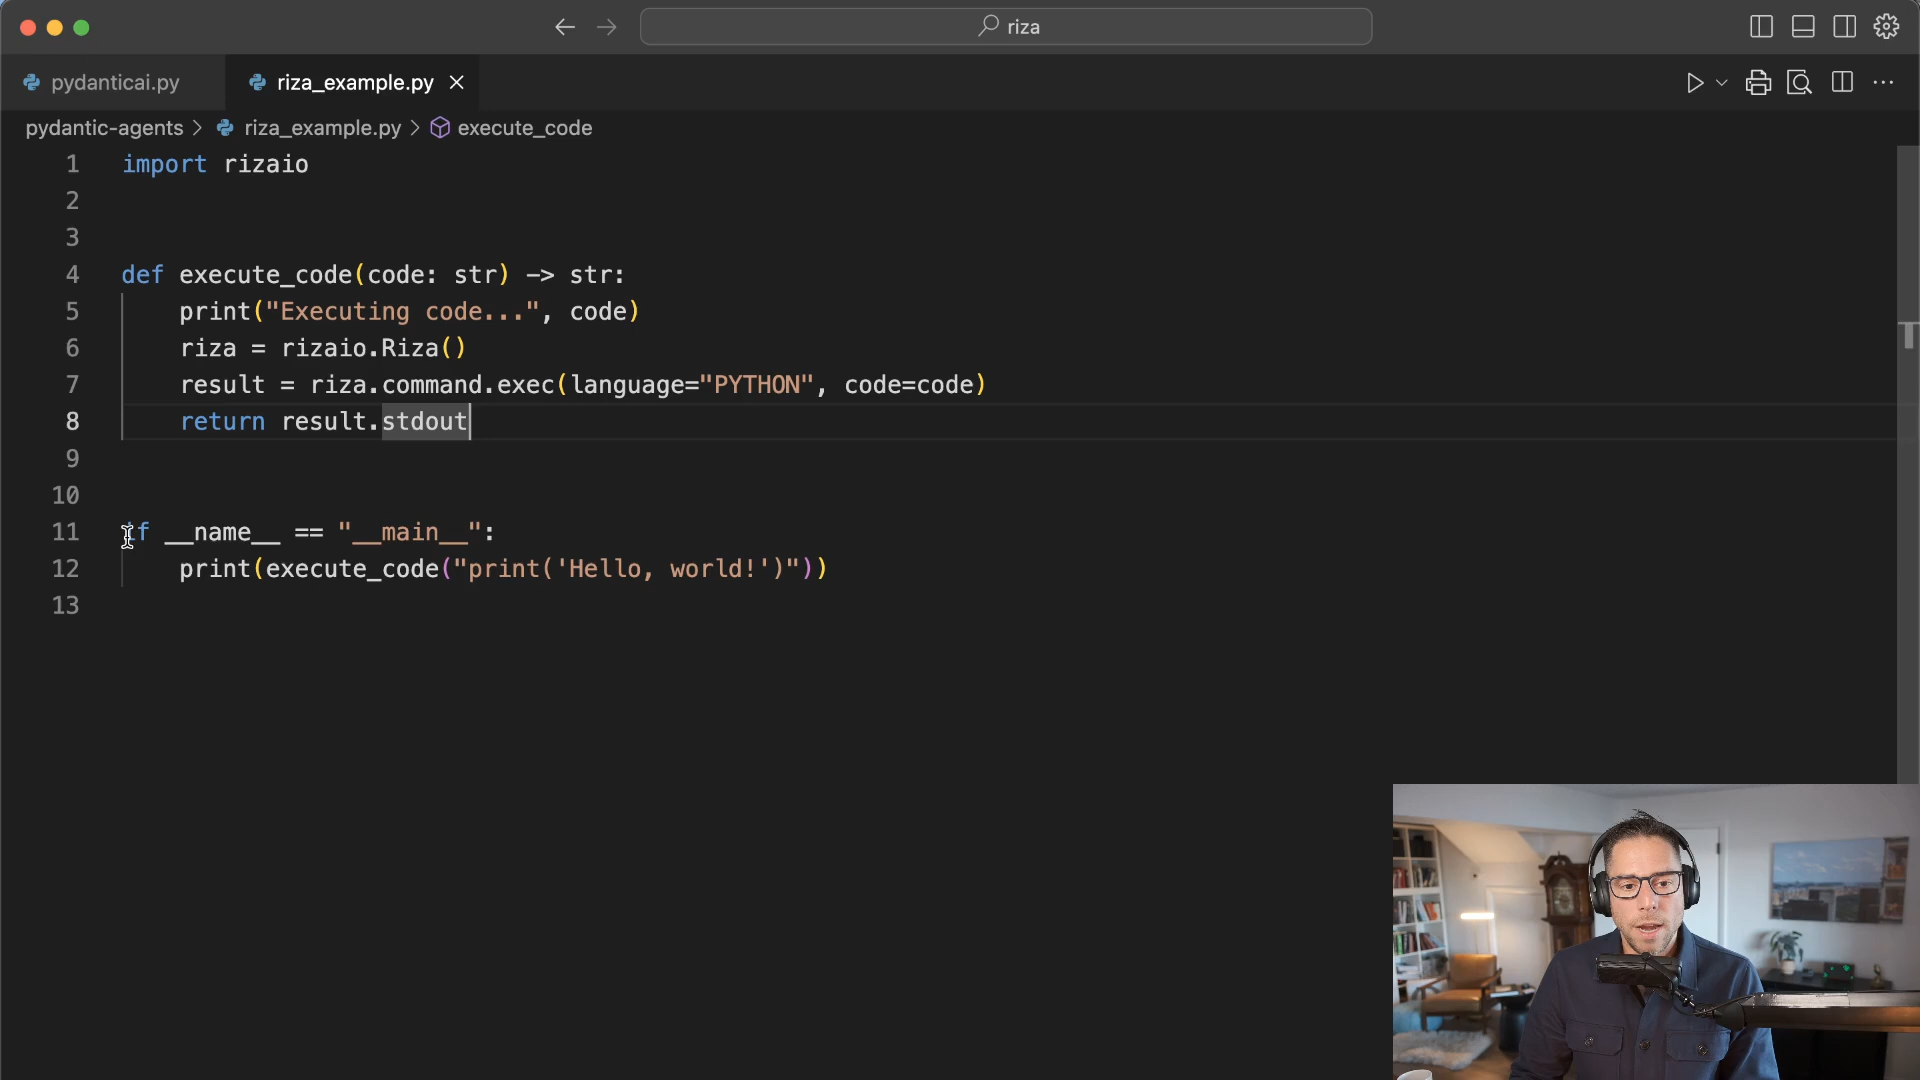 riza
pydanticai.py
riza_example.py
pydantic-agents > riza_example.py > execute_code
1 import rizaio
2
3
4 def execute_code(code: str) -> str:
5     print("Executing code...", code)
6     riza = rizaio.Riza()
7     result = riza.command.exec(language="PYTHON", code=code)
8     return result.stdout
9
10
11 if __name__ == "__main__":
12     print(execute_code("print('Hello, world!')"))
13